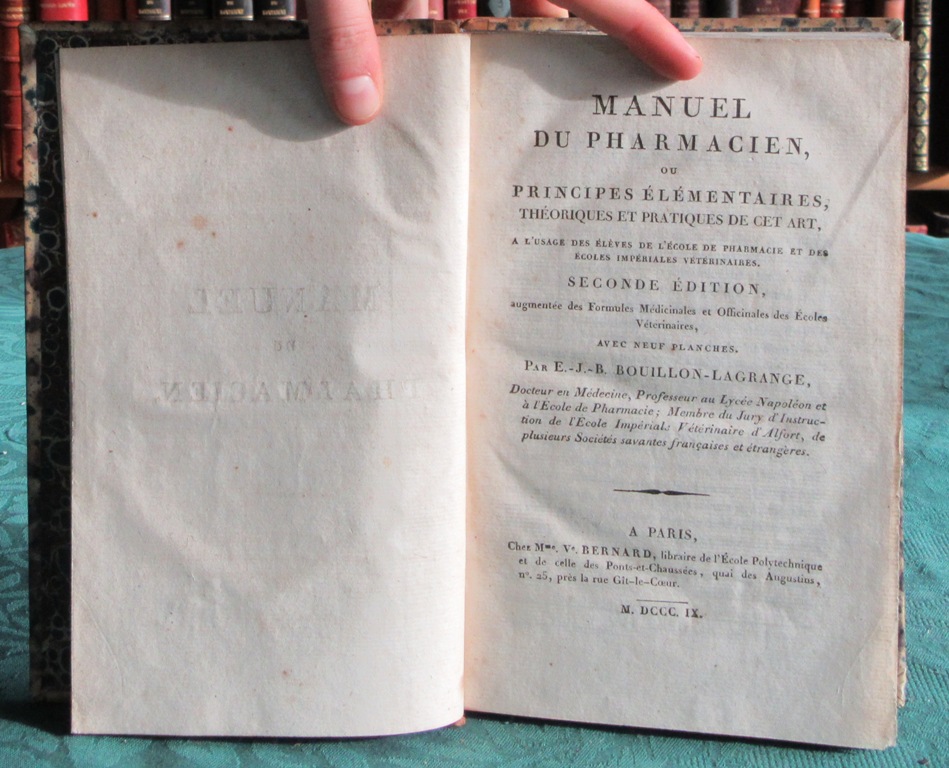 MANUEL
DU PHARMACIEN,
OU
PRINCIPES ÉLÉMENTAIRES,
THÉORIQUES ET PRATIQUES DE CET ART,
A L'USAGE DES ÉLÈVES DE L'ÉCOLE DE PHARMACIE ET DES
ÉCOLES IMPÉRIALES VÉTÉRINAIRES.
SECONDE ÉDITION,
augmentée des Formules Médicinales et Officinales des Écoles
Vétérinaires,
AVEC NEUF PLANCHES.
PAR E.-J.-B. BOUILLON-LAGRANGE,
Docteur en Médecine, Professeur au Lycée Napoléon et
à l'Ecole de Pharmacie; Membre du Jury d'Instruc-
tion de l'Ecole Impériale Vétérinaire d'Alfort, de
plusieurs Sociétés savantes françaises et étrangères.
A PARIS,
Chez Mme. Ve. BERNARD, libraire de l'École Polytechnique
et de celle des Ponts-et-Chaussées, quai des Augustins,
n°. 25, près la rue Gît-le-Cœur.
M. DCCC. IX.